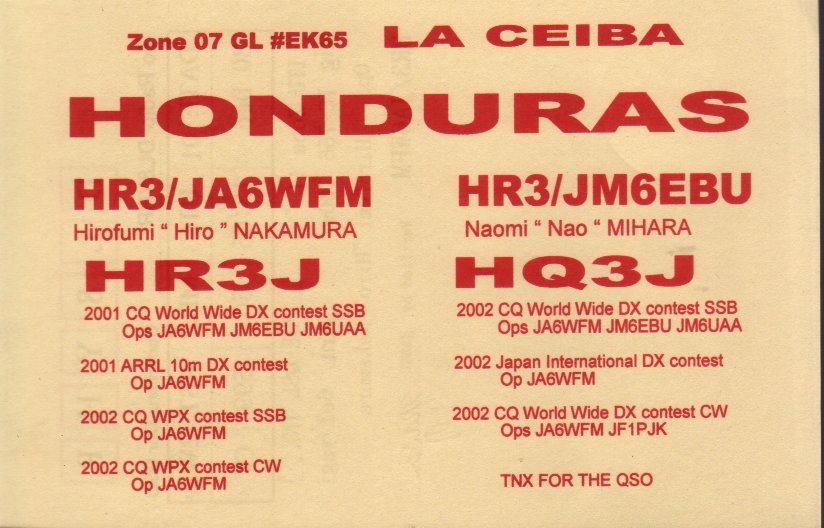 Zone 07 GL #EK65 LA CEIBA
HONDURAS
HR3/JA6WFM
Hirofumi “ Hiro ” NAKAMURA
HR3J
2001 CQ World Wide DX contest SSB
Ops JA6WFM JM6EBU JM6UAA
2001 ARRL 10m DX contest
Op JA6WFM
2002 CQ WPX contest SSB
Op JA6WFM
2002 CQ WPX contest CW
Op JA6WFM
HR3/JM6EBU
Naomi “ Nao “ MIHARA
HQ3J
2002 CQ World Wide DX contest SSB
Ops JA6WFM JM6EBU JM6UAA
2002 Japan International DX contest
Op JA6WFM
2002 CQ World Wide DX contest CW
Ops JA6WFM JF1PJK
TNX FOR THE QSO